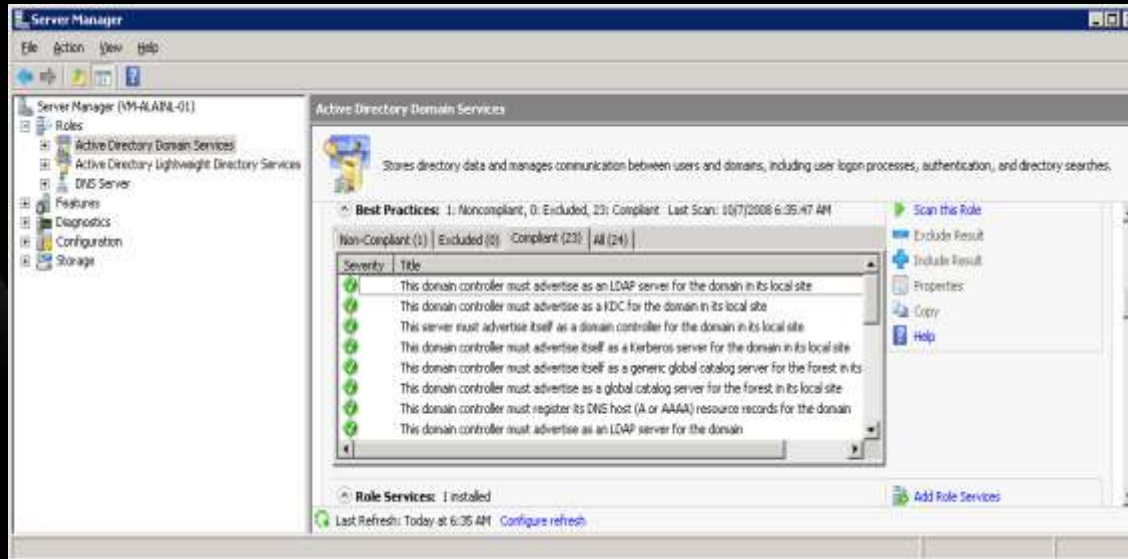 Server Manager
File Action View Help
Server Manager (VM-ALAINL-01)
Roles
Active Directory Domain Services
Active Directory Lightweight Directory Services
DNS Server
Features
Diagnostics
Configuration
Storage
Active Directory Domain Services
Stores directory data and manages communication between users and domains, including user logon processes, authentication, and directory searches.
Best Practices: 1: Noncompliant, 0: Excluded, 23: Compliant Last Scan: 10/7/2008 6:35:47 AM
Non-Compliant (1) Excluded (0) Compliant (23) All (24)
Severity Title
This domain controller must advertise as an LDAP server for the domain in its local site
This domain controller must advertise as a KDC for the domain in its local site
This server must advertise itself as a domain controller for the domain in its local site
This domain controller must advertise itself as a Kerberos server for the domain in its local site
This domain controller must advertise itself as a generic global catalog server for the forest in its
This domain controller must advertise as a global catalog server for the forest in its local site
This domain controller must register its DNS host (A or AAAA) resource records for the domain
This domain controller must advertise as an LDAP server for the domain
Scan this Role
Exclude Result
Include Result
Properties
Copy
Help
Role Services: 1 installed
Add Role Services
Last Refresh: Today at 6:35 AM Configure refresh